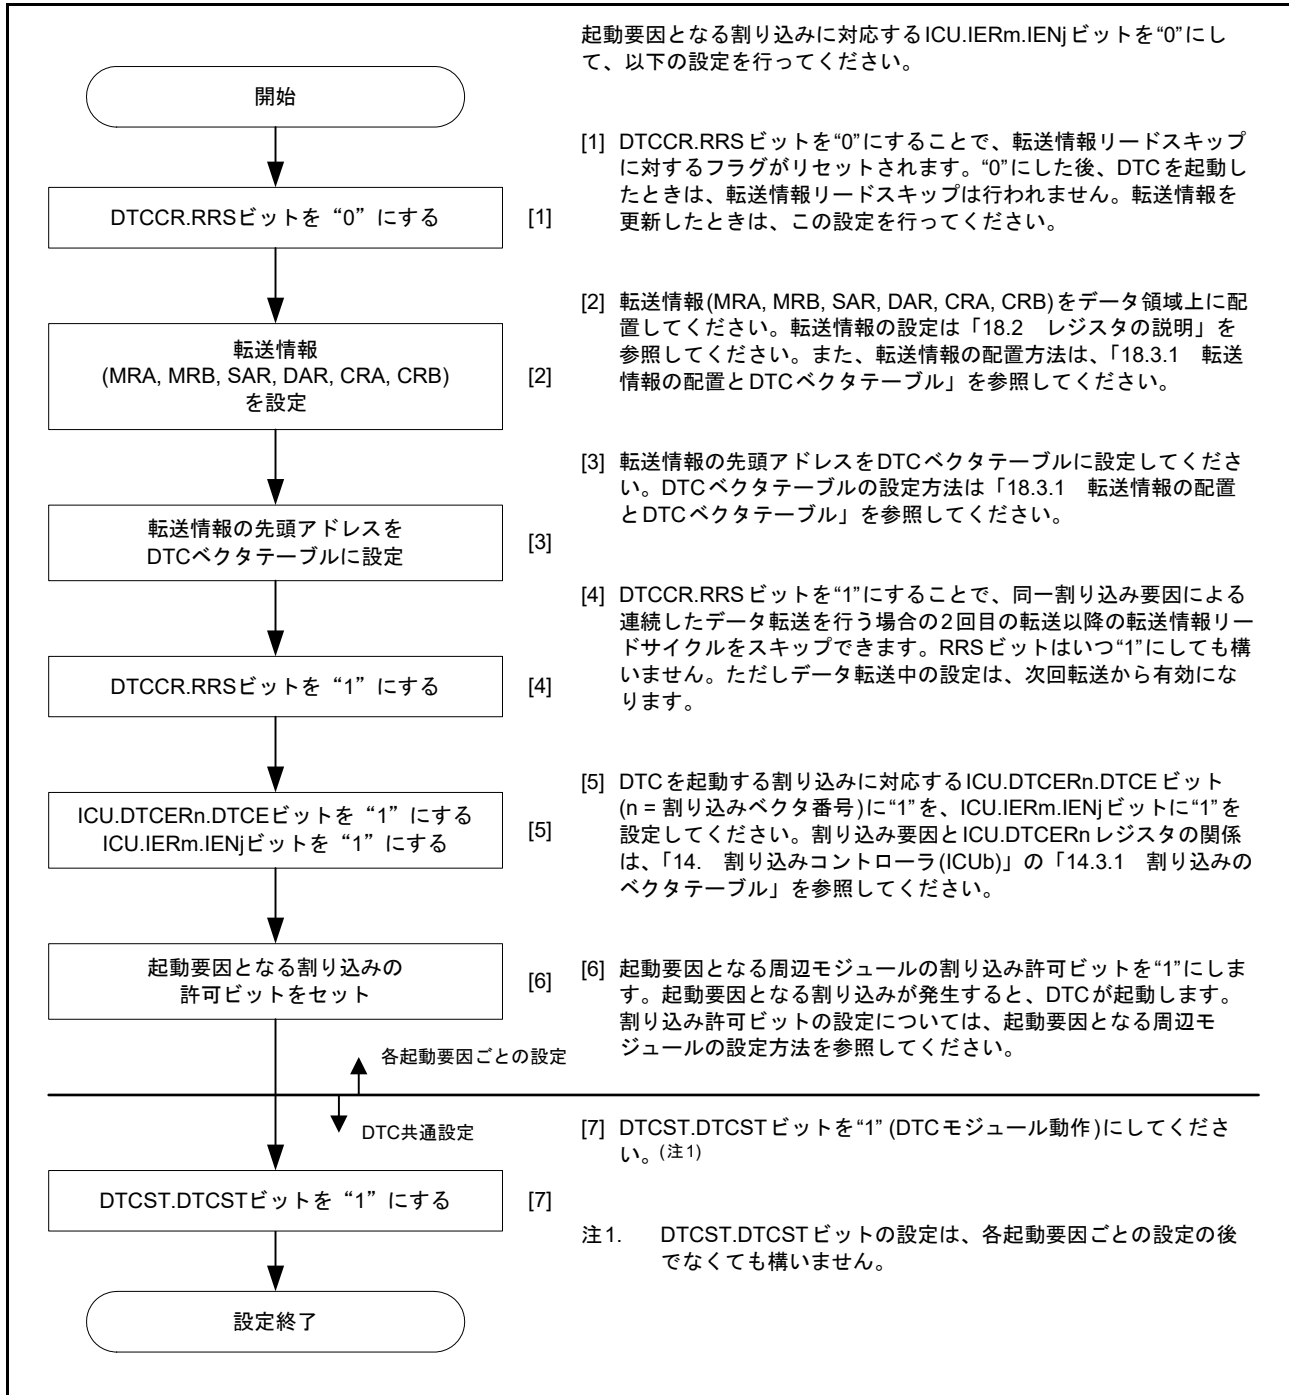 起動要因となる割り込みに対応するICU.IERm.IENjビットを“0”にし
て、以下の設定を行ってください。
開始
[1] DTCCR.RRSビットを“0”にすることで、転送情報リードスキップ
に対するフラグがリセットされます。“0”にした後、DTCを起動し
たときは、転送情報リードスキップは行われません。転送情報を
更新したときは、この設定を行ってください。
DTCCR.RRSビットを“0”にする
[1]
[2] 転送情報(MRA, MRB, SAR, DAR, CRA, CRB)をデータ領域上に配
置してください。転送情報の設定は「18.2 レジスタの説明」を
参照してください。また、転送情報の配置方法は、「18.3.1 転送
情報の配置とDTCベクタテーブル」を参照してください。
転送情報
(MRA, MRB, SAR, DAR, CRA, CRB)
を設定
[2]
[3] 転送情報の先頭アドレスをDTCベクタテーブルに設定してくださ
い。DTCベクタテーブルの設定方法は「18.3.1 転送情報の配置
とDTCベクタテーブル」を参照してください。
転送情報の先頭アドレスを
DTCベクタテーブルに設定
[3]
[4] DTCCR.RRSビットを“1”にすることで、同一割り込み要因による
連続したデータ転送を行う場合の2回目の転送以降の転送情報リー
ドサイクルをスキップできます。RRSビットはいつ“1”にしても構
いません。ただしデータ転送中の設定は、次回転送から有効にな
ります。
DTCCR.RRSビットを“1”にする
[4]
[5] DTCを起動する割り込みに対応するICU.DTCERn.DTCEビット
(n = 割り込みベクタ番号)に“1”を、ICU.IERm.IENjビットに“1”を
設定してください。割り込み要因とICU.DTCERnレジスタの関係
は、「14. 割り込みコントローラ(ICUb)」の「14.3.1 割り込みの
ベクタテーブル」を参照してください。
ICU.DTCERn.DTCEビットを“1”にする
ICU.IERm.IENjビットを“1”にする
[5]
[6] 起動要因となる周辺モジュールの割り込み許可ビットを“1”にしま
す。起動要因となる割り込みが発生すると、DTCが起動します。
割り込み許可ビットの設定については、起動要因となる周辺モ
ジュールの設定方法を参照してください。
起動要因となる割り込みの
許可ビットをセット
[6]
各起動要因ごとの設定
DTC共通設定
[7] DTCST.DTCSTビットを“1” (DTCモジュール動作)にしてくださ
い。(注1)
DTCST.DTCSTビットを“1”にする
[7]
注1. DTCST.DTCSTビットの設定は、各起動要因ごとの設定の後
でなくても構いません。
設定終了